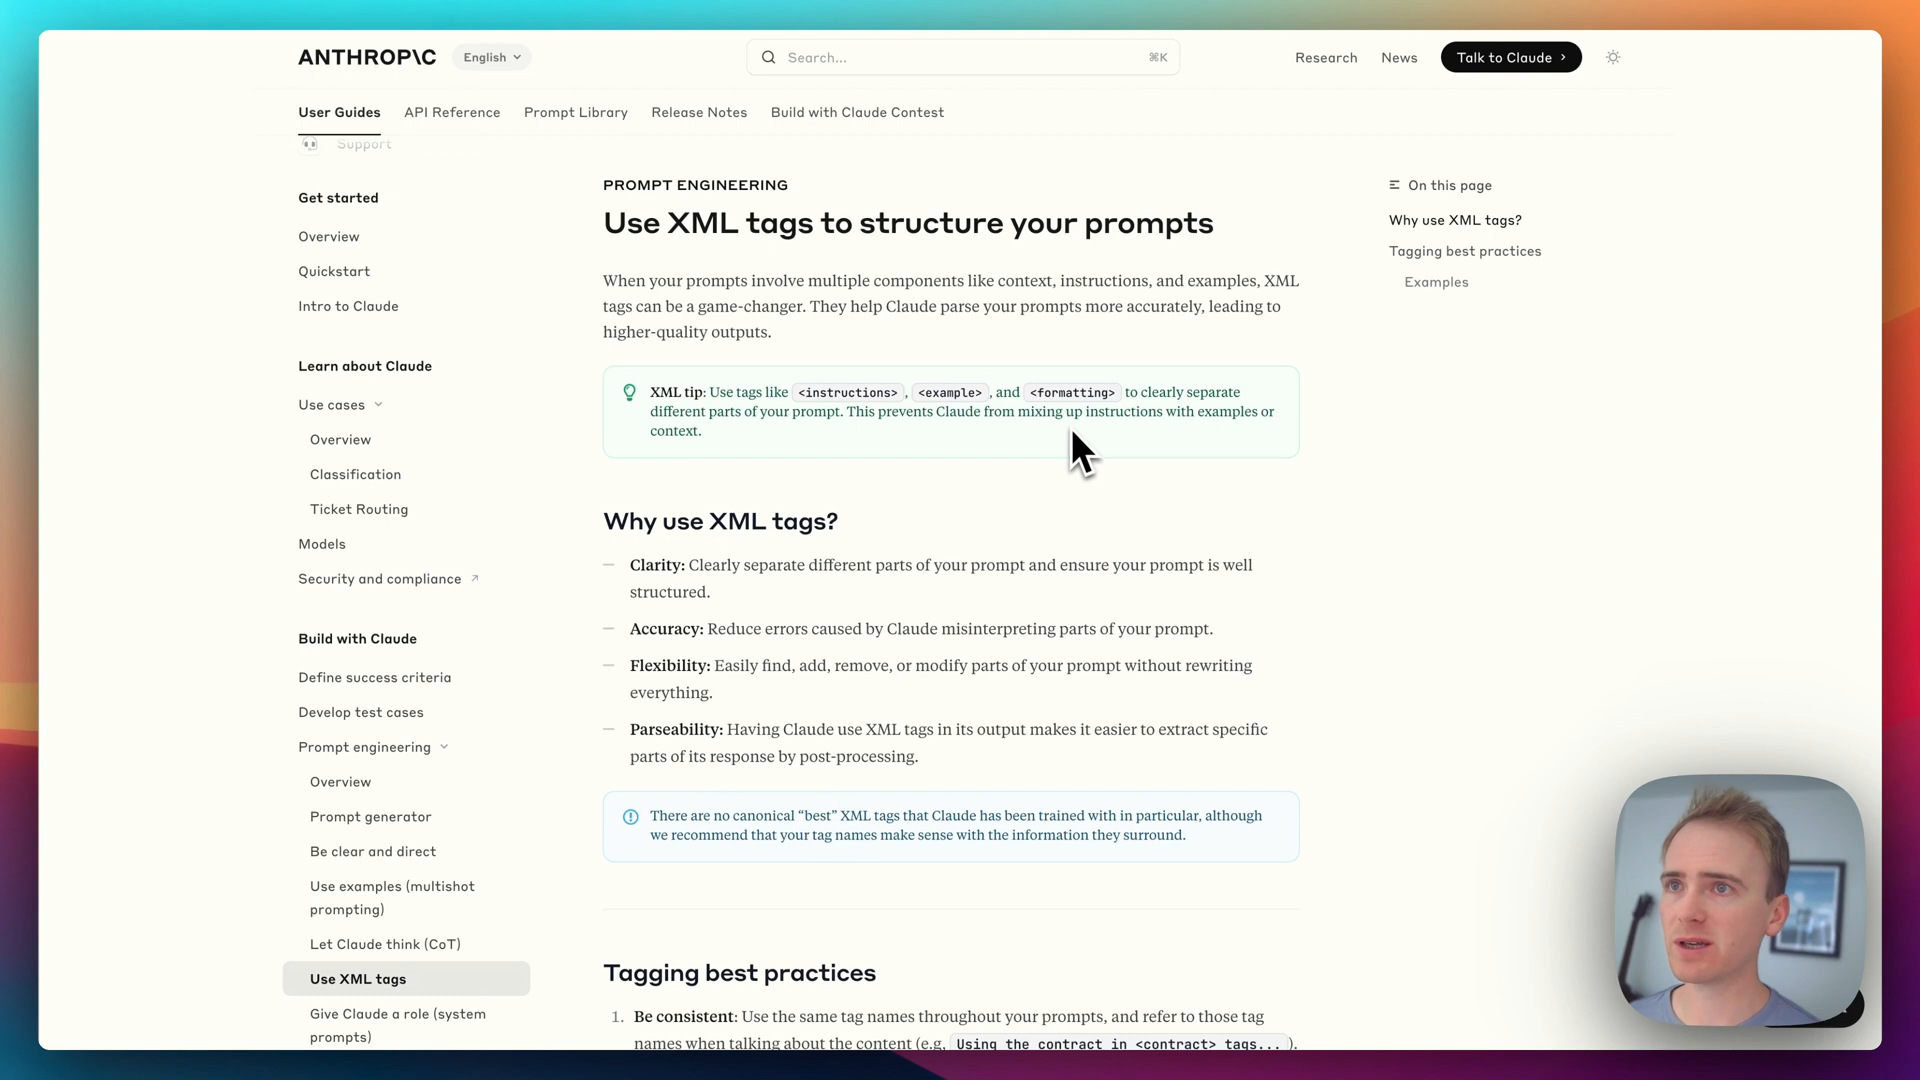 ANTHROP\C
English
Search...
⌘K
Research
News
Talk to Claude
User Guides
API Reference
Prompt Library
Release Notes
Build with Claude Contest
Support
Get started
Overview
Quickstart
Intro to Claude
Learn about Claude
Use cases
Overview
Classification
Ticket Routing
Models
Security and compliance
Build with Claude
Define success criteria
Develop test cases
Prompt engineering
Overview
Prompt generator
Be clear and direct
Use examples (multishot
prompting)
Let Claude think (CoT)
Use XML tags
Give Claude a role (system
prompts)
PROMPT ENGINEERING
Use XML tags to structure your prompts
When your prompts involve multiple components like context, instructions, and examples, XML
tags can be a game-changer. They help Claude parse your prompts more accurately, leading to
higher-quality outputs.
XML tip: Use tags like <instructions>, <example>, and <formatting> to clearly separate
different parts of your prompt. This prevents Claude from mixing up instructions with examples or
context.
Why use XML tags?
— Clarity: Clearly separate different parts of your prompt and ensure your prompt is well
structured.
— Accuracy: Reduce errors caused by Claude misinterpreting parts of your prompt.
— Flexibility: Easily find, add, remove, or modify parts of your prompt without rewriting
everything.
— Parseability: Having Claude use XML tags in its output makes it easier to extract specific
parts of its response by post-processing.
There are no canonical “best” XML tags that Claude has been trained with in particular, although
we recommend that your tag names make sense with the information they surround.
Tagging best practices
1. Be consistent: Use the same tag names throughout your prompts, and refer to those tag
names when talking about the content (e.g, Using the contract in <contract> tags...).
On this page
Why use XML tags?
Tagging best practices
Examples